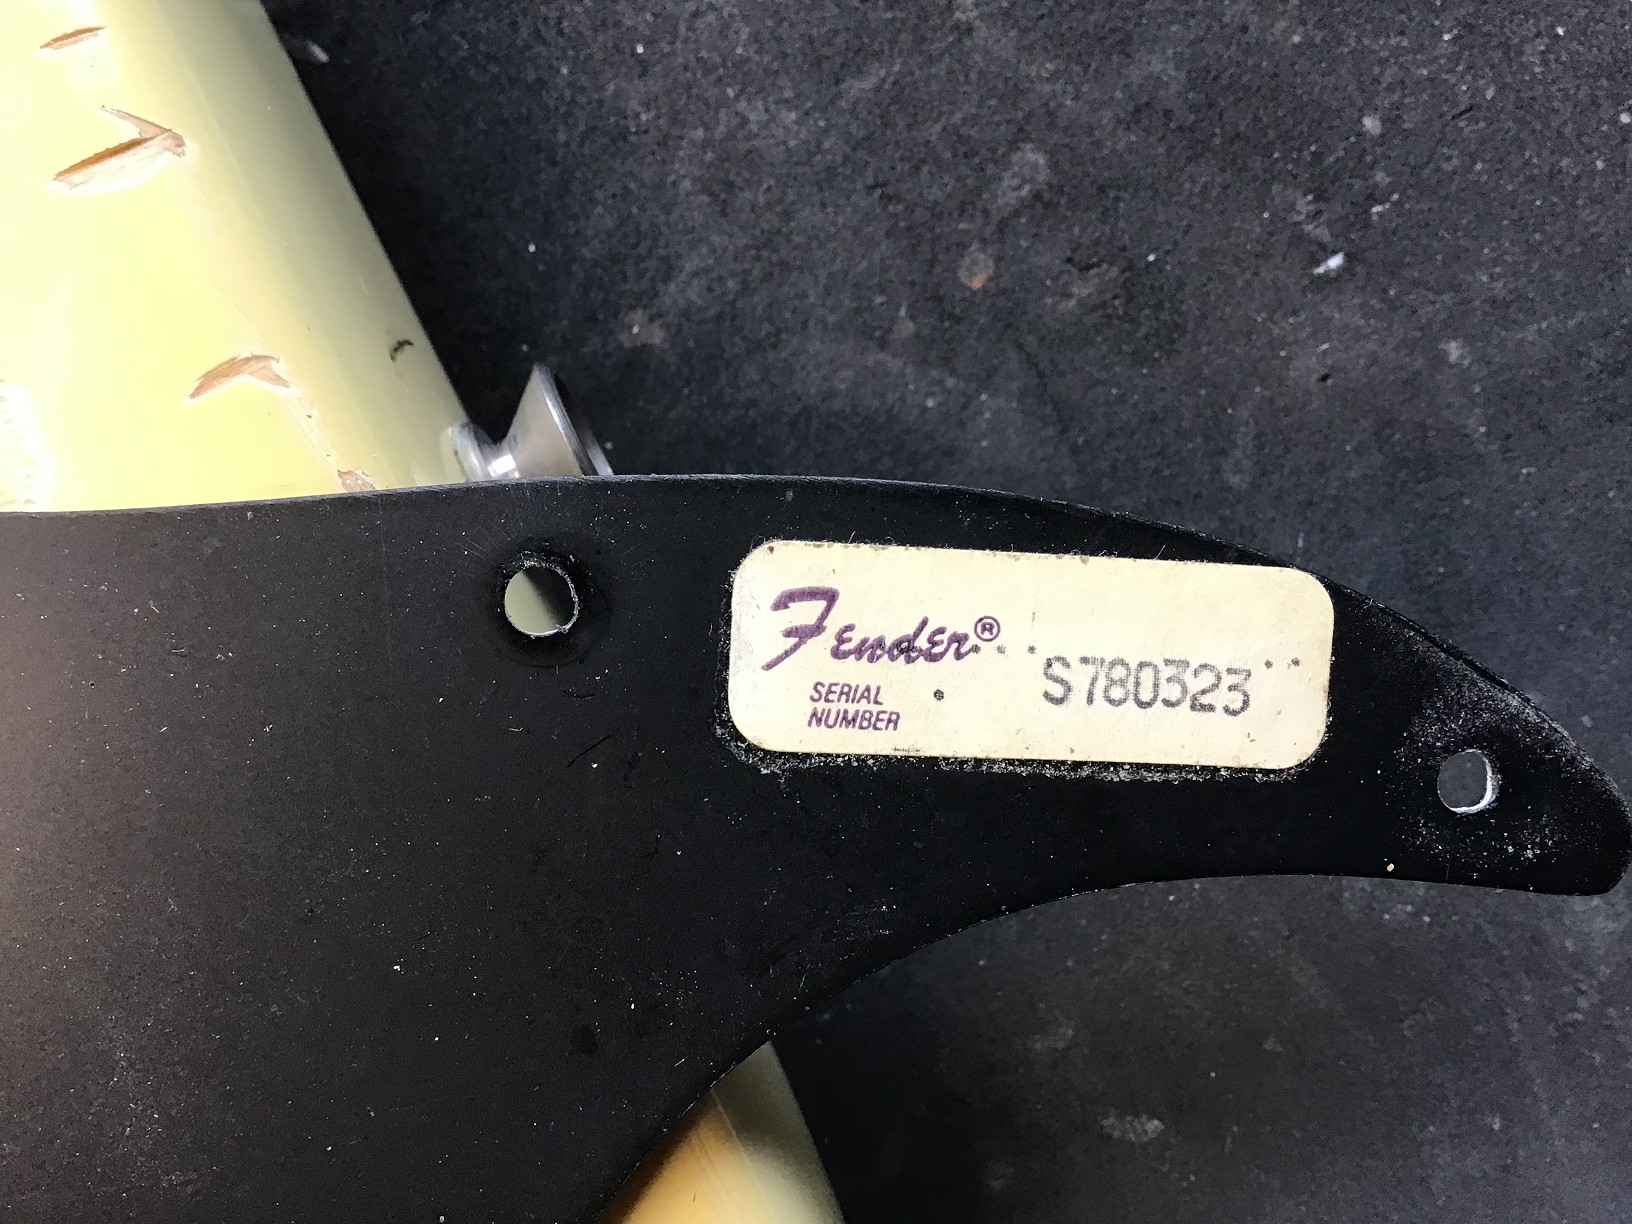 Fender®
SERIAL
NUMBER
S780323